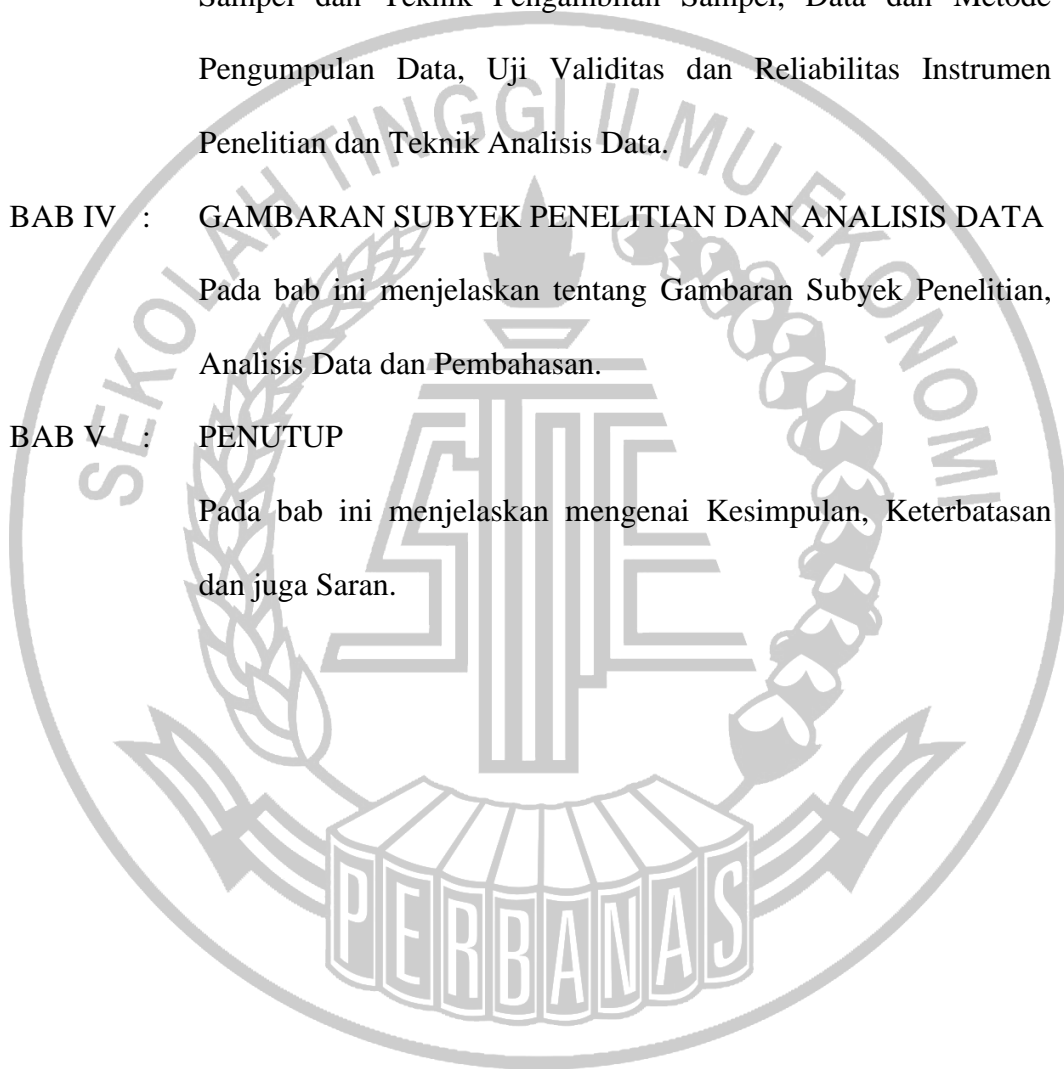 Sampel dan Teknik Pengambilan Sampel, Data dan Metode
Pengumpulan Data, Uji Validitas dan Reliabilitas Instrumen
Penelitian dan Teknik Analisis Data.
BAB IV : GAMBARAN SUBYEK PENELITIAN DAN ANALISIS DATA
Pada bab ini menjelaskan tentang Gambaran Subyek Penelitian,
Analisis Data dan Pembahasan.
BAB V : PENUTUP
Pada bab ini menjelaskan mengenai Kesimpulan, Keterbatasan
dan juga Saran.
SEKOLAH TINGGI ILMU EKONOMI
STIE
PERBANAS